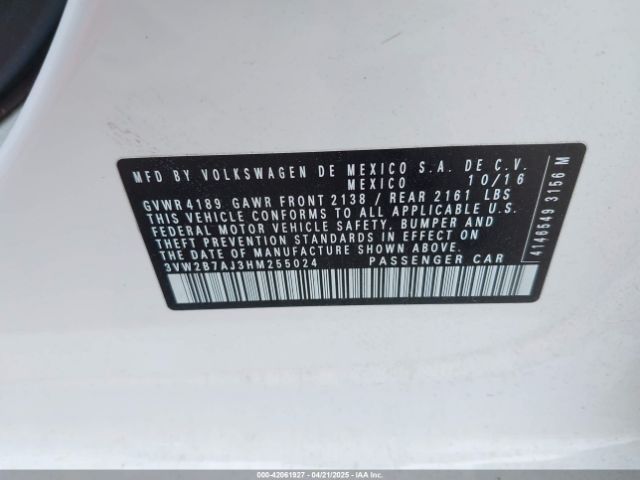 MFD BY VOLKSWAGEN DE MEXICO S.A. DE C.V.
MEXICO 10/16
GVWR 4189 GAWR FRONT 2138 / REAR 2161 LBS
THIS VEHICLE CONFORMS TO ALL APPLICABLE U.S.
FEDERAL MOTOR VEHICLE SAFETY, BUMPER AND
THEFT PREVENTION STANDARDS IN EFFECT ON
THE DATE OF MANUFACTURE SHOWN ABOVE.
3VW2B7AJ3HM255024 PASSENGER CAR
4146549 3156 M
000-42061927 - 04/21/2025 - IAA Inc.